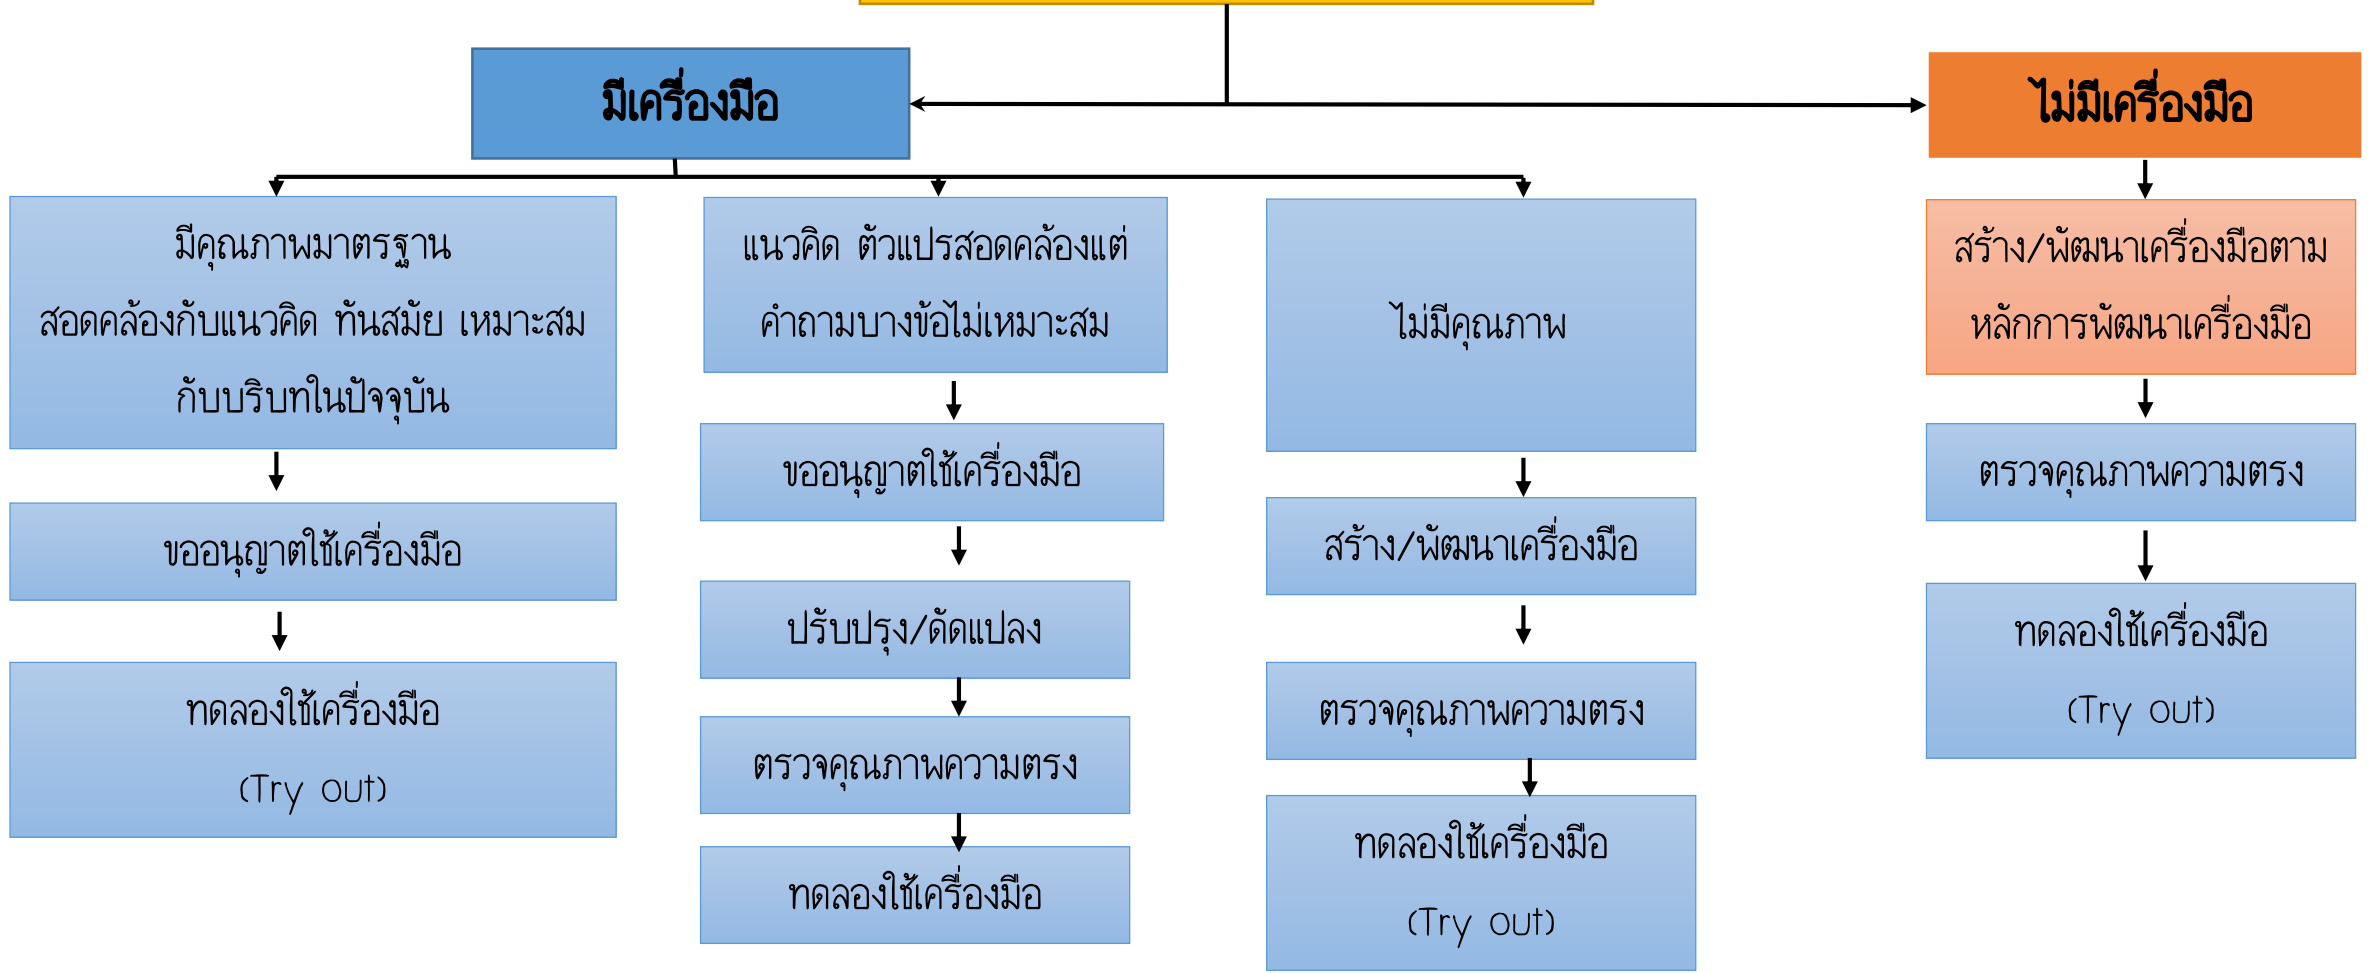 มีเครื่องมือ
ไม่มีเครื่องมือ
มีคุณภาพมาตรฐาน
สอดคล้องกับแนวคิด ทันสมัย เหมาะสม
กับบริบทในปัจจุบัน
ขออนุญาตใช้เครื่องมือ
ทดลองใช้เครื่องมือ
(Try out)
แนวคิด ตัวแปรสอดคล้องแต่
คำถามบางข้อไม่เหมาะสม
ขออนุญาตใช้เครื่องมือ
ปรับปรุง/ดัดแปลง
ตรวจคุณภาพความตรง
ทดลองใช้เครื่องมือ
ไม่มีคุณภาพ
สร้าง/พัฒนาเครื่องมือ
ตรวจคุณภาพความตรง
ทดลองใช้เครื่องมือ
(Try out)
สร้าง/พัฒนาเครื่องมือตาม
หลักการพัฒนาเครื่องมือ
ตรวจคุณภาพความตรง
ทดลองใช้เครื่องมือ
(Try out)